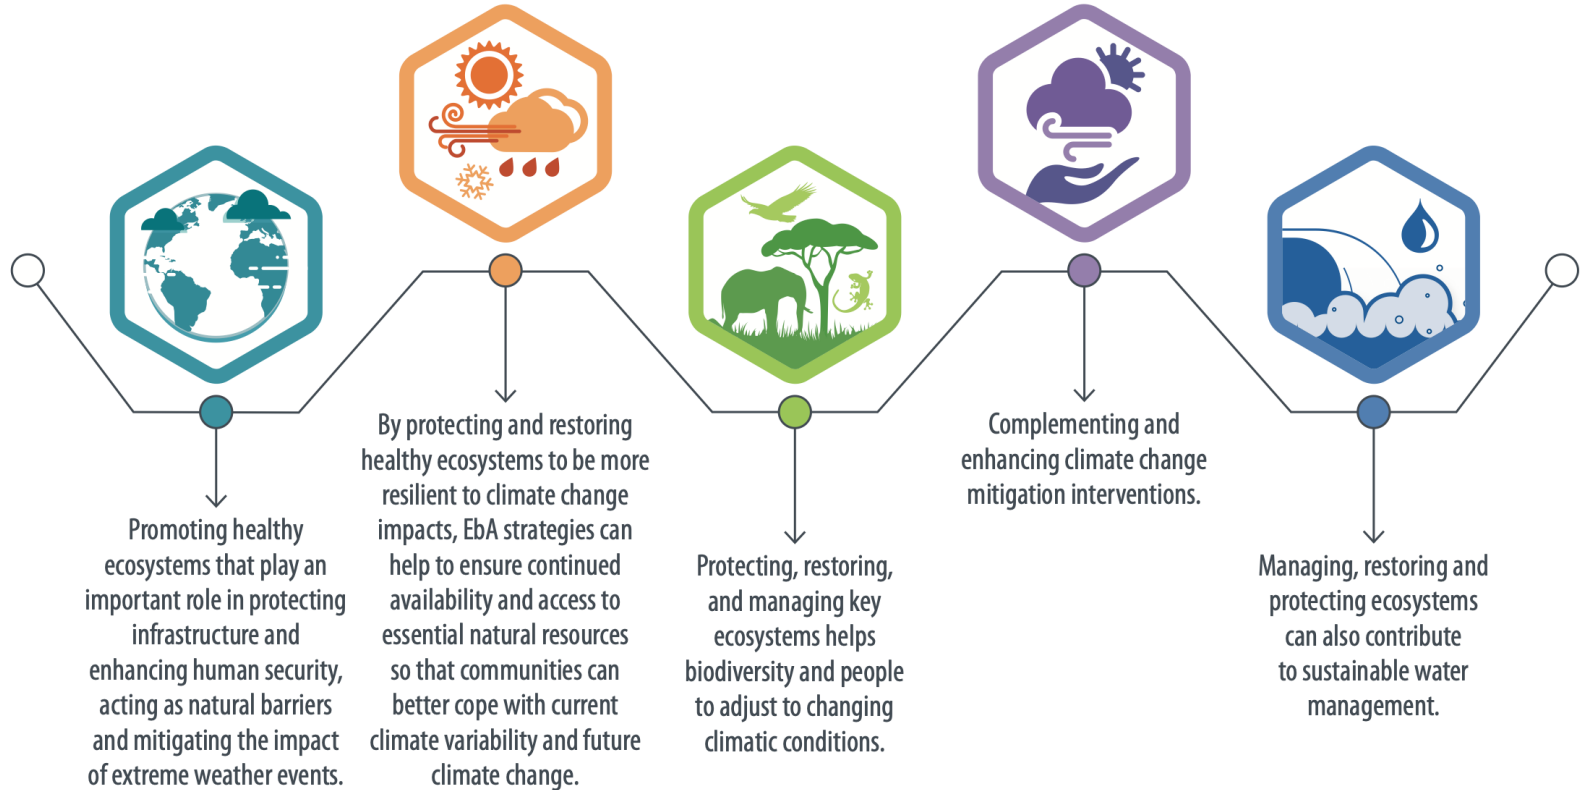 Promoting healthy
ecosystems that play an
important role in protecting
infrastructure and
enhancing human security,
acting as natural barriers
and mitigating the impact
of extreme weather events.
By protecting and restoring
healthy ecosystems to be more
resilient to climate change
impacts, EbA strategies can
help to ensure continued
availability and access to
essential natural resources
so that communities can
better cope with current
climate variability and future
climate change.
Protecting, restoring,
and managing key
ecosystems helps
biodiversity and people
to adjust to changing
climatic conditions.
Complementing and
enhancing climate change
mitigation interventions.
Managing, restoring and
protecting ecosystems
can also contribute
to sustainable water
management.